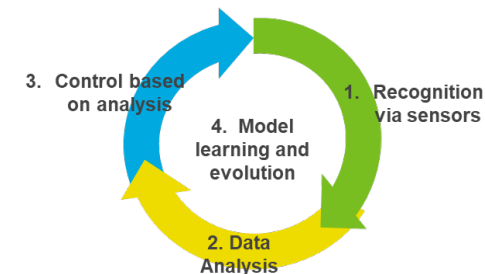 1. Recognition
via sensors
2. Data
Analysis
3. Control based
on analysis
4. Model
learning and
evolution